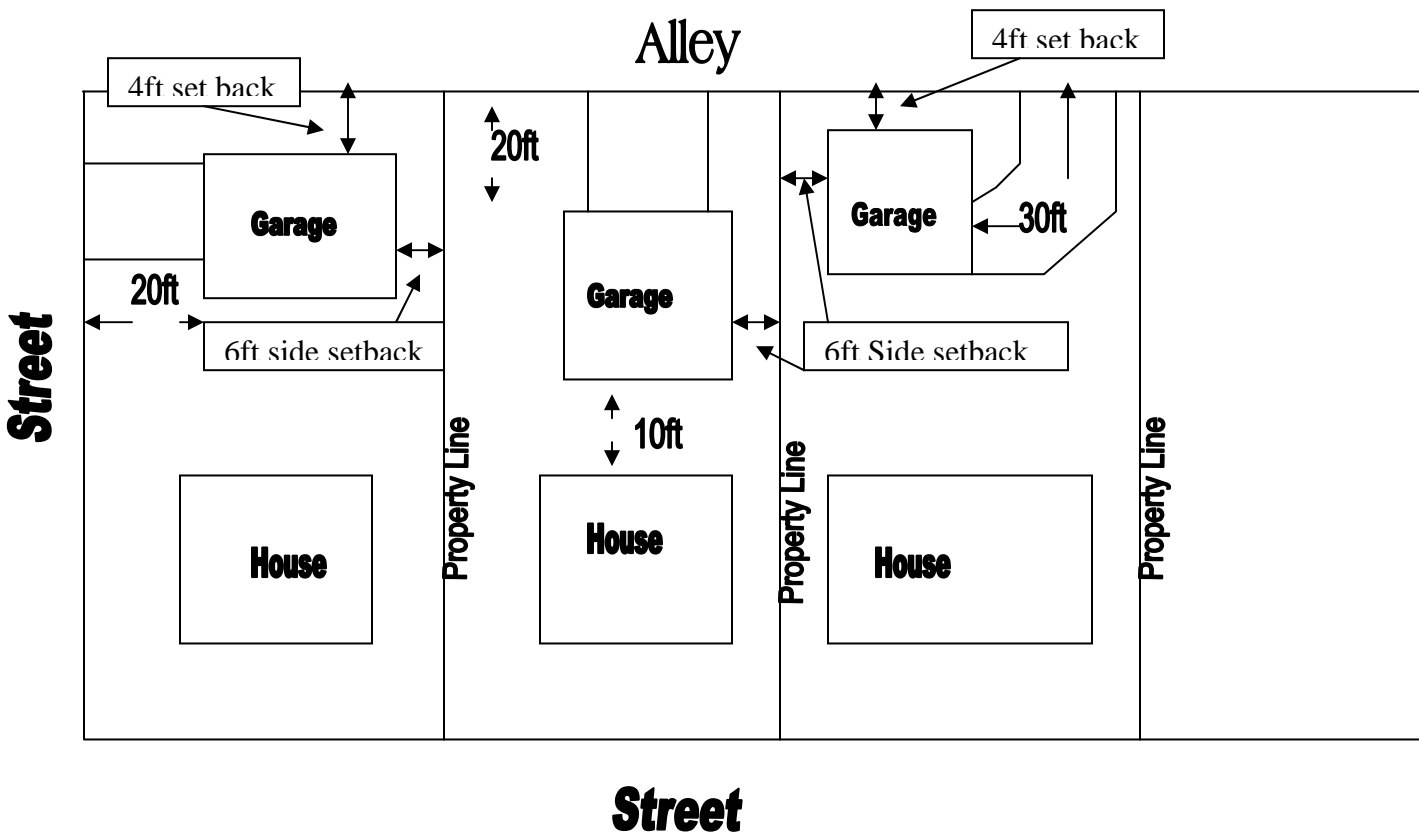 Alley
4ft set back
4ft set back
20ft
Garage
Garage
30ft
20ft
Garage
6ft side setback
6ft Side setback
Street
10ft
Property Line
Property Line
Property Line
House
House
House
Street